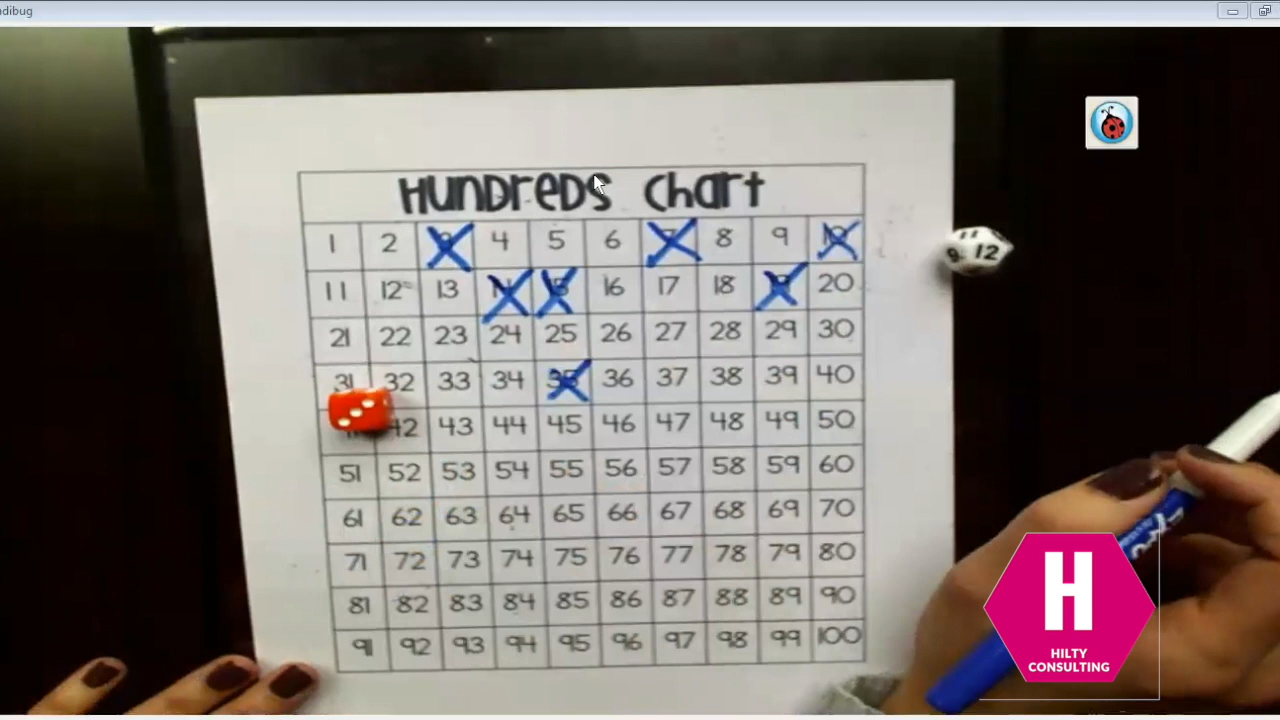 dibug
HUNDREDS CHART
1 2 4 5 6 8 9
11 12 13 16 17 18 20
21 22 23 24 25 26 27 28 29 30
32 33 34 35 36 37 38 39 40
42 43 44 45 46 47 48 49 50
51 52 53 54 55 56 57 58 59 60
61 62 63 64 65 66 67 68 69 70
71 72 73 74 75 76 77 78 79 80
81 82 83 84 85 86 87 88 89 90
91 92 93 94 95 96 97 98 99 100
11
9 12
H
HILTY
CONSULTING